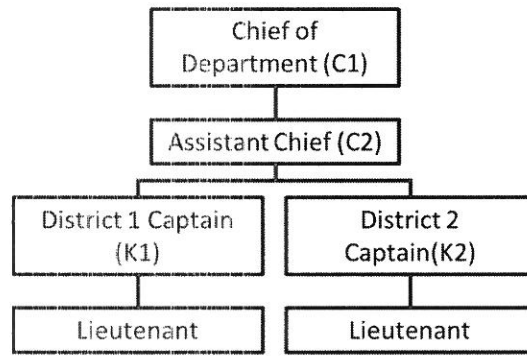 Chief of
Department (C1)
Assistant Chief (C2)
District 1 Captain
(K1)
District 2
Captain(K2)
Lieutenant
Lieutenant